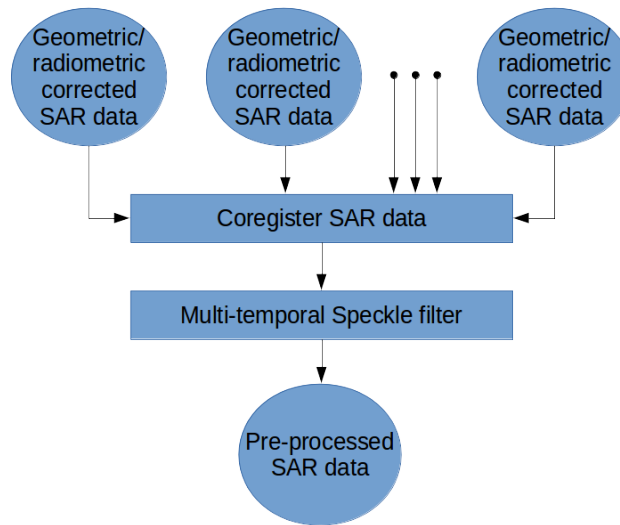 Geometric/
radiometric
corrected
SAR data
Geometric/
radiometric
corrected
SAR data
Geometric/
radiometric
corrected
SAR data
Coregister SAR data
Multi-temporal Speckle filter
Pre-processed
SAR data